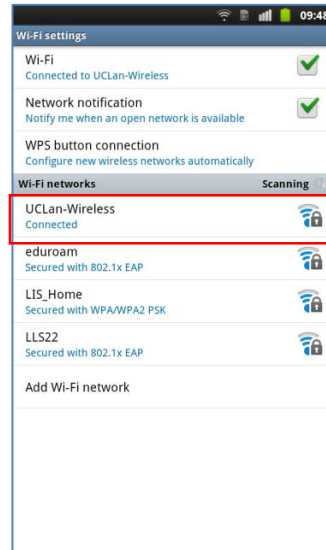 09:48
Wi-Fi settings
Wi-Fi
Connected to UCLan-Wireless
Network notification
Notify me when an open network is available
WPS button connection
Configure new wireless networks automatically
Wi-Fi networks Scanning
UCLan-Wireless
Connected
eduroam
Secured with 802.1x EAP
LIS_Home
Secured with WPA/WPA2 PSK
LLS22
Secured with 802.1x EAP
Add Wi-Fi network